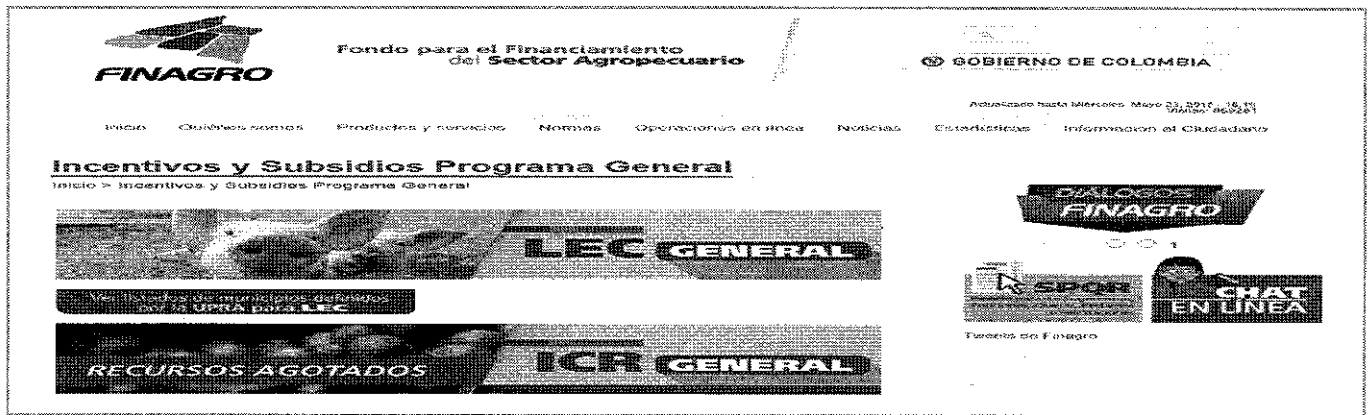 FINAGRO
Fondo para el Financiamiento
del Sector Agropecuario
GOBIERNO DE COLOMBIA
Inicio Quiénes somos Productos y servicios Normas Operaciones en línea Noticias Estadísticas Información al Ciudadano
Incentivos y Subsidios Programa General
Inicio > Incentivos y Subsidios Programa General
LEC GENERAL
Ver listados de municipios definidos
por la UPRA para LEC
RECURSOS AGOTADOS
ICR GENERAL
DIALOGOS
FINAGRO
SPQR
CHAT
EN LÍNEA
Tweets de Finagro